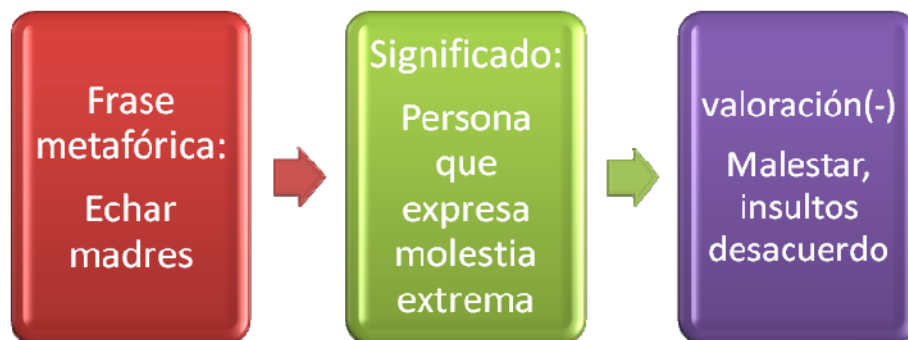 Frase
metafórica:
Echar
madres
Significado:
Persona
que
expresa
molestia
extrema
valoración(-)
Malestar,
insultos
desacuerdo